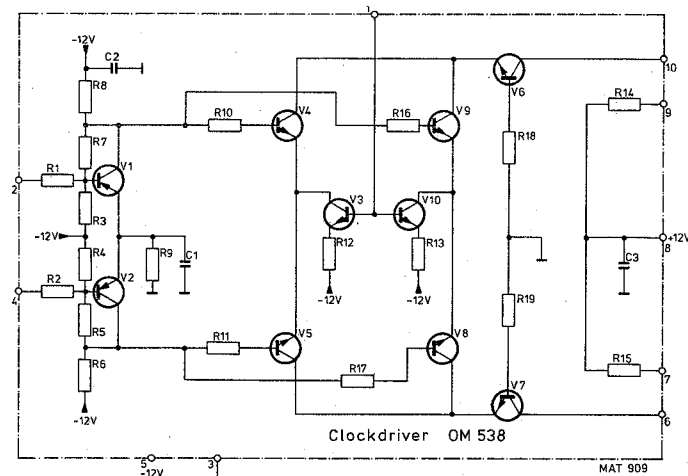 1
-12V
C2
R8
10
V6
R14
R10
V4
R16
V9
9
R7
R18
R1
V1
2
R3
V3
V10
-12V
+12V
8
R4
R9
C1
R12
R13
C3
R2
V2
4
-12V
-12V
R19
R5
R11
V5
V8
R6
R17
R15
7
V7
-12V
6
Clockdriver OM 538
5
-12V
3
MAT 909